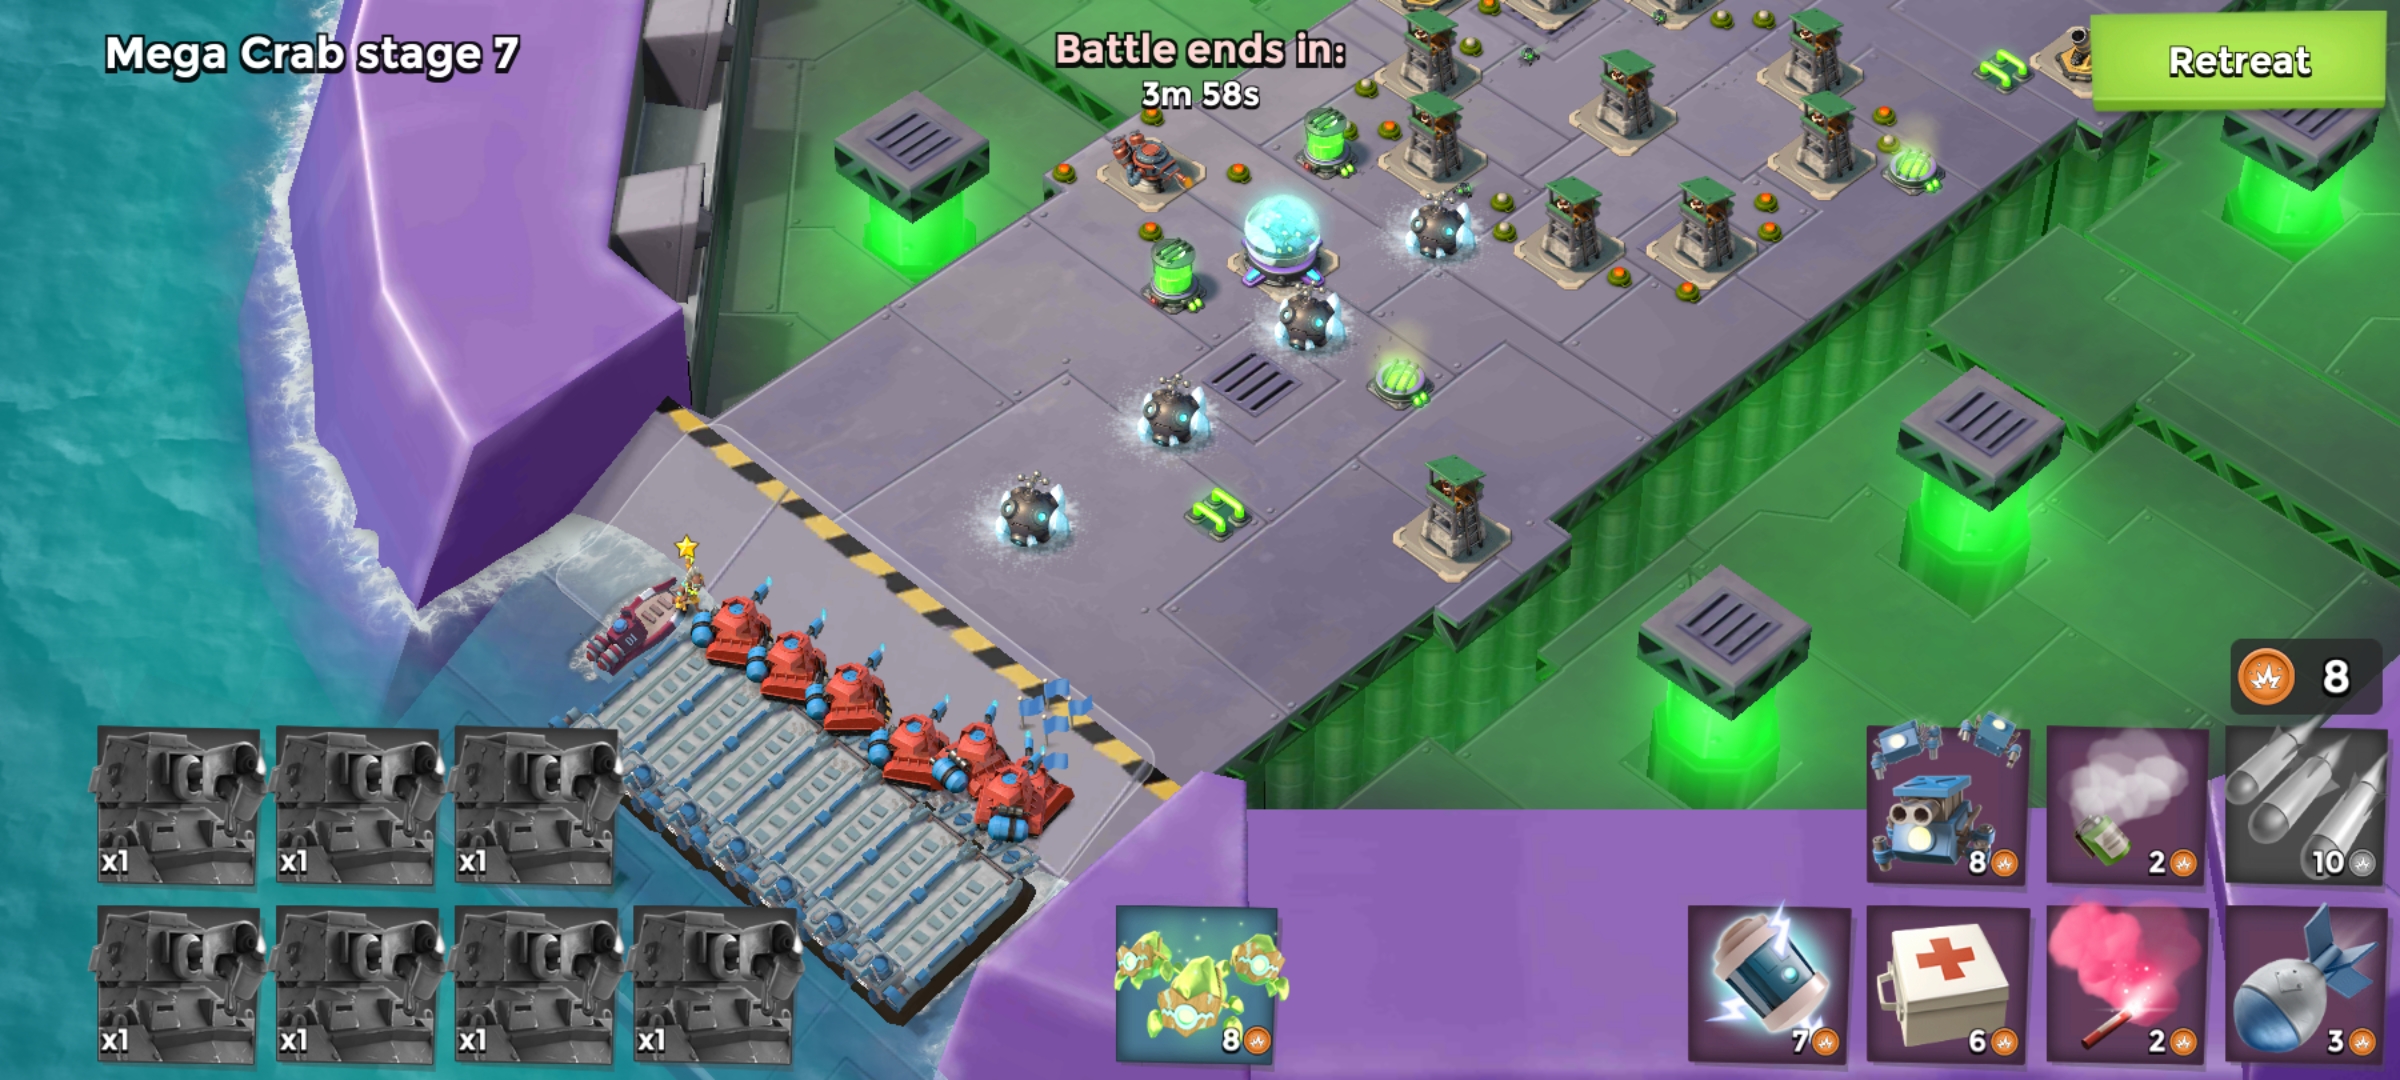 Mega Crab stage 7
Battle ends in:
3m 58s
Retreat
8
x1
x1
x1
8
2
10
x1
x1
x1
x1
8
7
6
2
3